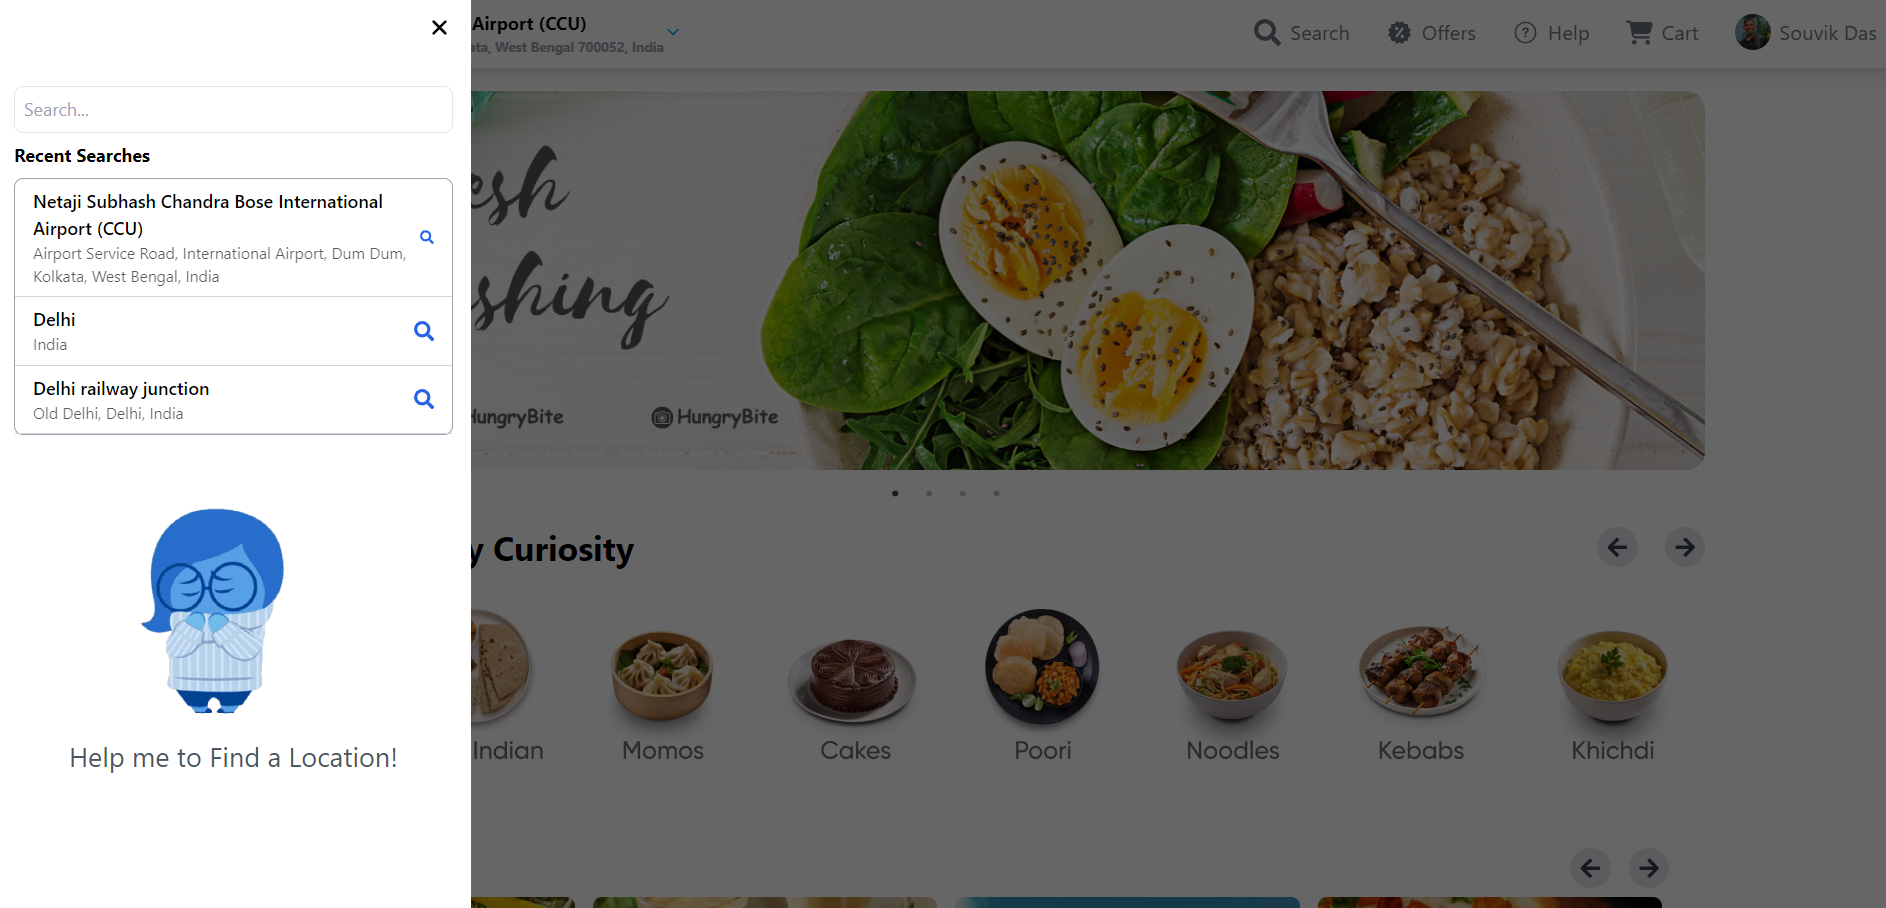 Airport (CCU)
ata, West Bengal 700052, India
Search
Offers
Help
Cart
Souvik Das
Search...
Recent Searches
Netaji Subhash Chandra Bose International
Airport (CCU)
Airport Service Road, International Airport, Dum Dum,
Kolkata, West Bengal, India
Delhi
India
Delhi railway junction
Old Delhi, Delhi, India
Help me to Find a Location!
esh
shing
HungryBite
HungryBite
y Curiosity
Indian
Momos
Cakes
Poori
Noodles
Kebabs
Khichdi